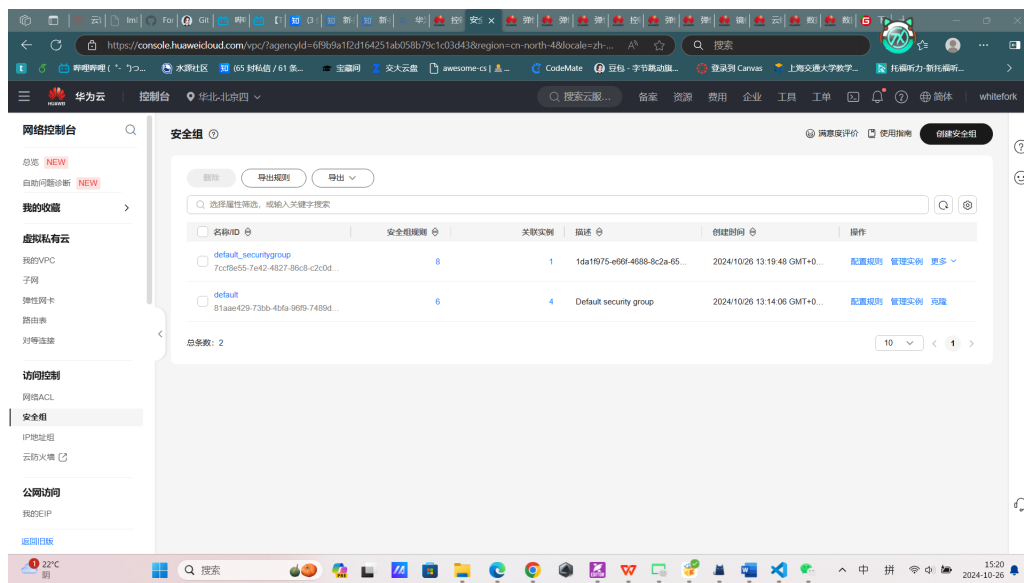 https://console.huaweicloud.com/vpc/?agencyId=6f9b9a1f2d164251ab058b79c1c03d43&region=cn-north-4&locale=zh-...
搜索
哔哩哔哩 (゜-゜)つ...
水源社区
(65 封私信 / 61 条...
宝藏网
交大云盘
awesome-cs |
CodeMate
豆包 - 字节跳动旗...
登录到 Canvas
上海交通大学教学...
托福听力-新托福听...
HUAWEI
华为云
控制台
华北-北京四
搜索云服...
备案
资源
费用
企业
工具
工单
简体
whitefork
网络控制台
总览 NEW
自助问题诊断 NEW
我的收藏
虚拟私有云
我的VPC
子网
弹性网卡
路由表
对等连接
访问控制
网络ACL
安全组
IP地址组
云防火墙
公网访问
我的EIP
返回旧版
安全组
满意度评价
使用指南
创建安全组
删除
导出规则
导出
选择属性筛选，或输入关键字搜索
名称/ID 安全组规则 关联实例 描述 创建时间 操作
default_securitygroup
7ccf8e55-7e42-4827-86c8-c2c0d...
8 1 1da1f975-e66f-4688-8c2a-65... 2024/10/26 13:19:48 GMT+0... 配置规则 管理实例 更多
default
81aae429-73bb-4bfa-96f9-7489d...
6 4 Default security group 2024/10/26 13:14:06 GMT+0... 配置规则 管理实例 克隆
总条数：2
10
1
1
22°C
阴
搜索
中
拼
15:20
2024-10-26